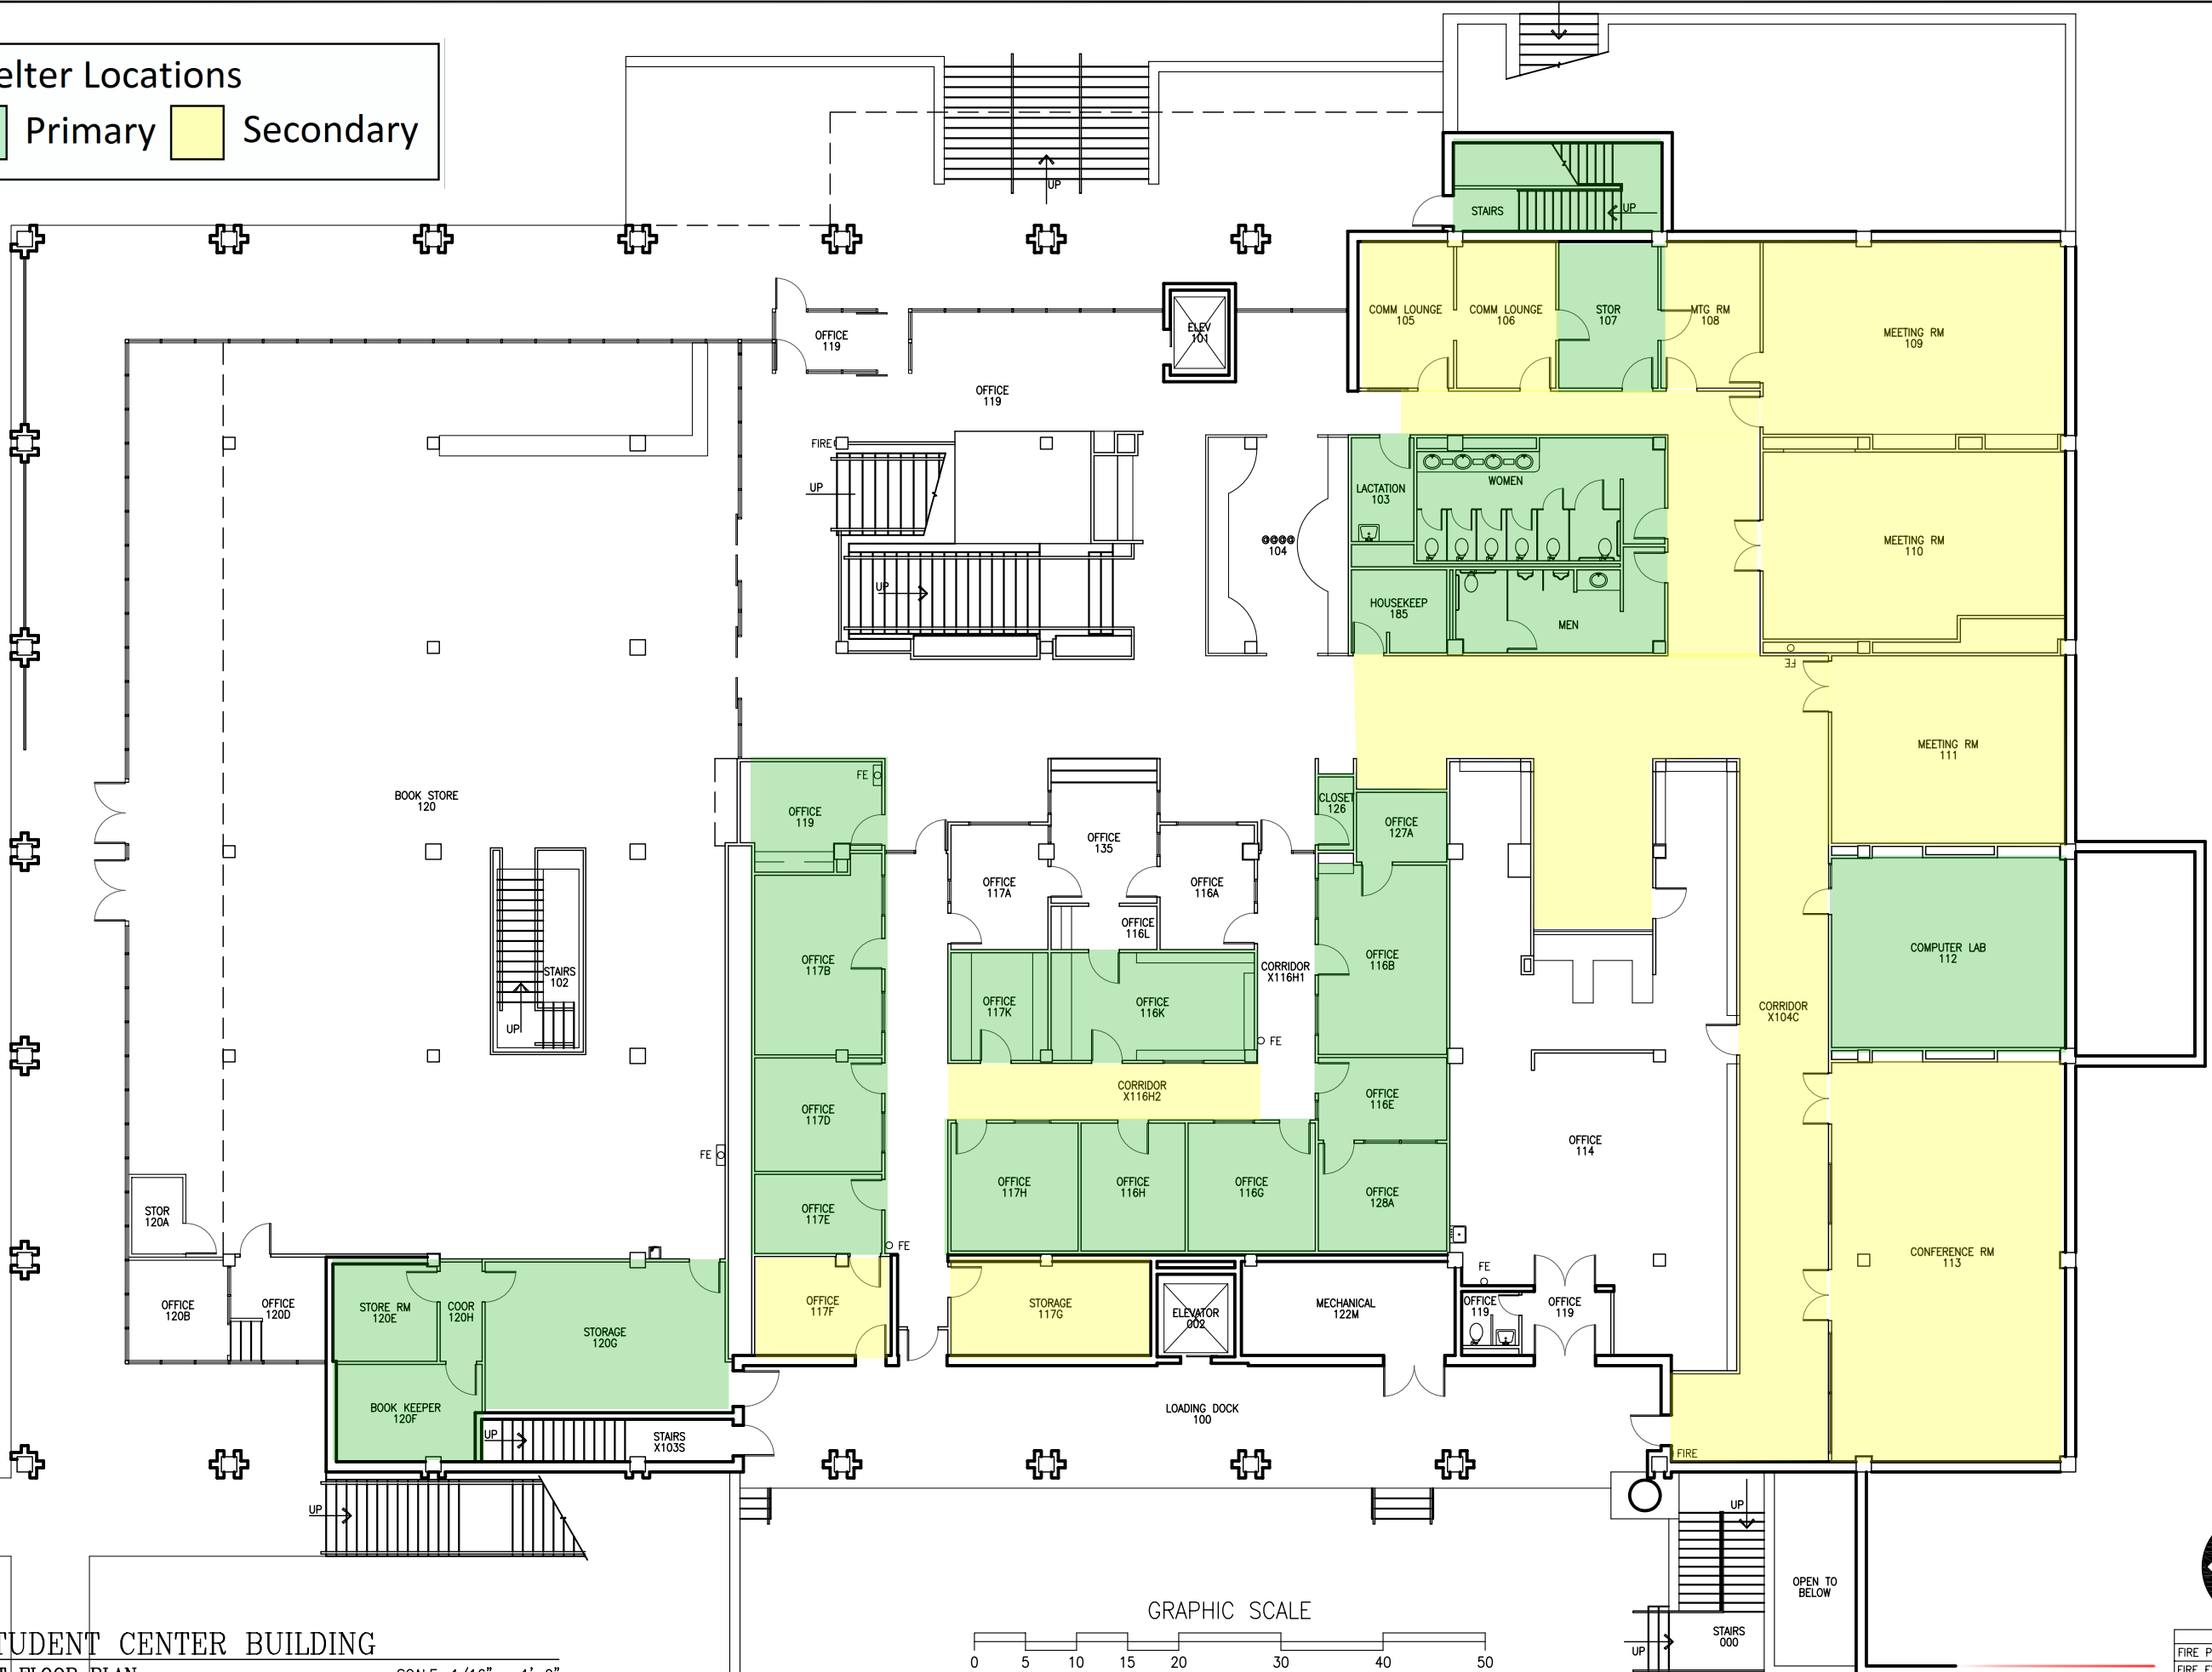 elter Locations
Primary
Secondary
UP
STAIRS
UP
COMM LOUNGE
105
COMM LOUNGE
106
STOR
107
MTG RM
108
MEETING RM
109
ELEV
101
OFFICE
119
OFFICE
119
FIRE
UP
UP
LACTATION
103
WOMEN
104
MEETING RM
110
HOUSEKEEP
185
MEN
FE
MEETING RM
111
BOOK STORE
120
FE
OFFICE
119
CLOSET
126
OFFICE
127A
OFFICE
135
OFFICE
117A
OFFICE
116A
OFFICE
116L
COMPUTER LAB
112
OFFICE
117B
OFFICE
116B
CORRIDOR
X116H1
STAIRS
102
UP
OFFICE
117K
OFFICE
116K
CORRIDOR
X104C
FE
CORRIDOR
X116H2
OFFICE
116E
OFFICE
117D
FE
OFFICE
114
OFFICE
117H
OFFICE
116H
OFFICE
116G
OFFICE
128A
OFFICE
117E
STOR
120A
FE
CONFERENCE RM
113
FE
OFFICE
120B
OFFICE
120D
STORE RM
120E
COOR
120H
STORAGE
120G
OFFICE
117F
STORAGE
117G
ELEVATOR
002
MECHANICAL
122M
OFFICE
119
OFFICE
119
BOOK KEEPER
120F
UP
STAIRS
X103S
LOADING DOCK
100
FIRE
UP
UP
OPEN TO
BELOW
GRAPHIC SCALE
0 5 10 15 20 30 40 50
STAIRS
000
UP
TUDENT CENTER BUILDING
FIRE P